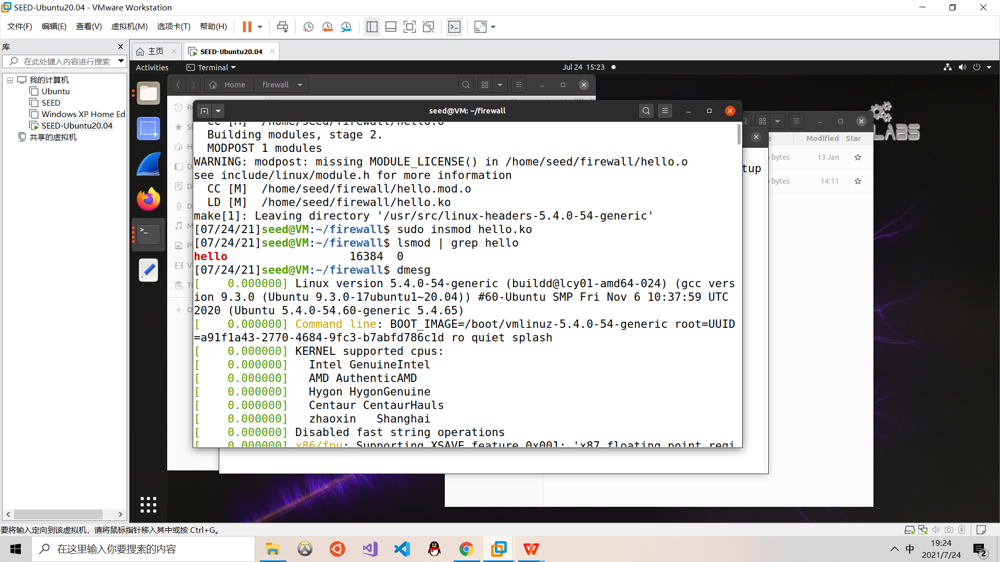 SEED-Ubuntu20.04 - VMware Workstation
文件(F) 编辑(E) 查看(V) 虚拟机(M) 选项卡(T) 帮助(H)
库
在此处键入内容进行搜索
我的计算机
Ubuntu
SEED
Windows XP Home Ed
SEED-Ubuntu20.04
共享的虚拟机
主页
SEED-Ubuntu20.04
Activities
Terminal
Jul 24 15:23
Home
firewall
seed@VM: ~/firewall
LABS
Modified
Star
bytes
13 Jan
bytes
14:11
tup
CC [M] /home/seed/firewall/hello.o
Building modules, stage 2.
MODPOST 1 modules
WARNING: modpost: missing MODULE_LICENSE() in /home/seed/firewall/hello.o
see include/linux/module.h for more information
CC [M] /home/seed/firewall/hello.mod.o
LD [M] /home/seed/firewall/hello.ko
make[1]: Leaving directory '/usr/src/linux-headers-5.4.0-54-generic'
[07/24/21]seed@VM:~/firewall$ sudo insmod hello.ko
[07/24/21]seed@VM:~/firewall$ lsmod | grep hello
hello 16384 0
[07/24/21]seed@VM:~/firewall$ dmesg
[ 0.000000] Linux version 5.4.0-54-generic (buildd@lcy01-amd64-024) (gcc vers
ion 9.3.0 (Ubuntu 9.3.0-17ubuntu1~20.04)) #60-Ubuntu SMP Fri Nov 6 10:37:59 UTC
2020 (Ubuntu 5.4.0-54.60-generic 5.4.65)
[ 0.000000] Command line: BOOT_IMAGE=/boot/vmlinuz-5.4.0-54-generic root=UUID
=a91f1a43-2770-4684-9fc3-b7abfd786c1d ro quiet splash
[ 0.000000] KERNEL supported cpus:
[ 0.000000] Intel GenuineIntel
[ 0.000000] AMD AuthenticAMD
[ 0.000000] Hygon HygonGenuine
[ 0.000000] Centaur CentaurHauls
[ 0.000000] zhaoxin Shanghai
[ 0.000000] Disabled fast string operations
[ 0.000000] x86/fpu: Supporting XSAVE feature 0x001: 'x87 floating point regi
要将输入定向到该虚拟机，请将鼠标指针移入其中或按 Ctrl+G。
在这里输入你要搜索的内容
中
19:24
2021/7/24
2